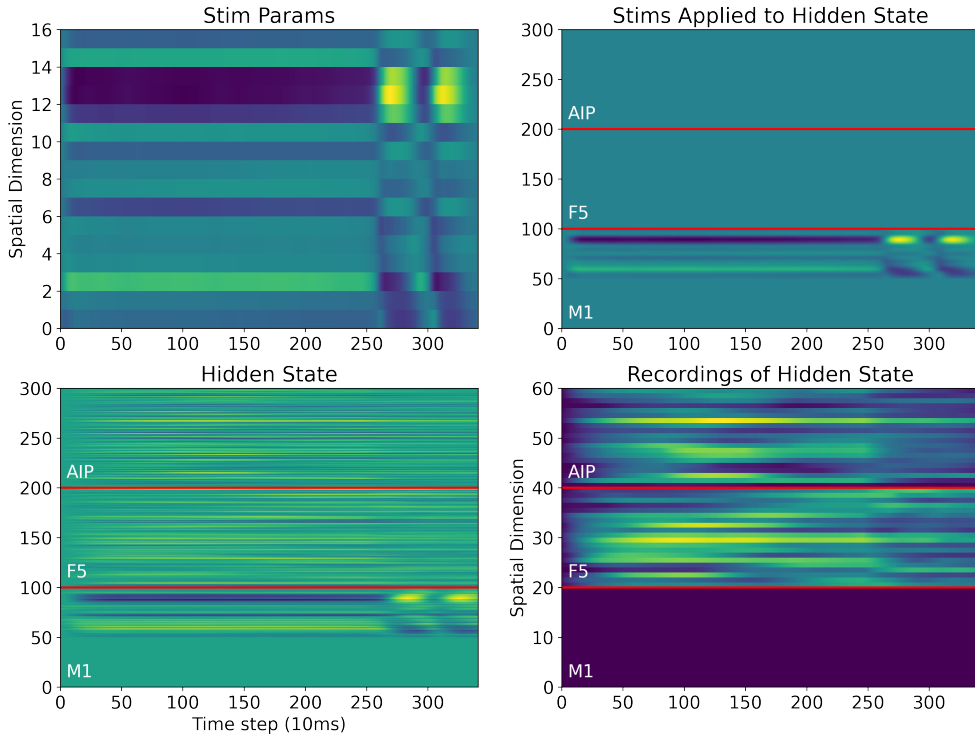 Stim Params
16
14
12
10
8
6
4
2
0
Spatial Dimension
0 50 100 150 200 250 300
Stims Applied to Hidden State
300
250
AIP
200
150
F5
100
50
M1
0
0 50 100 150 200 250 300
Hidden State
300
250
AIP
200
150
F5
100
50
M1
0
0 50 100 150 200 250 300
Time step (10ms)
Recordings of Hidden State
60
50
AIP
40
30
F5
20
10
M1
0
Spatial Dimension
0 50 100 150 200 250 300